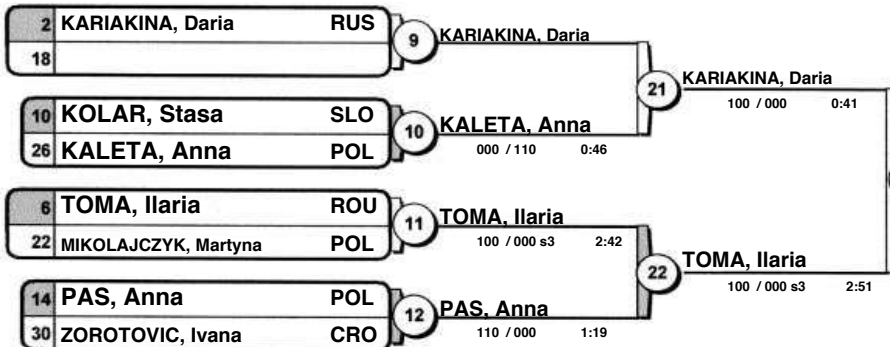 2 KARIAKINA, Daria RUS
18
9 KARIAKINA, Daria
10 KOLAR, Stasa SLO
26 KALETA, Anna POL
10 KALETA, Anna
000 / 110 0:46
21 KARIAKINA, Daria
100 / 000 0:41
6 TOMA, Ilaria ROU
22 MIKOLAJCZYK, Martyna POL
11 TOMA, Ilaria
100 / 000 s3 2:42
14 PAS, Anna POL
30 ZOROTOVIC, Ivana CRO
12 PAS, Anna
110 / 000 1:19
22 TOMA, Ilaria
100 / 000 s3 2:51